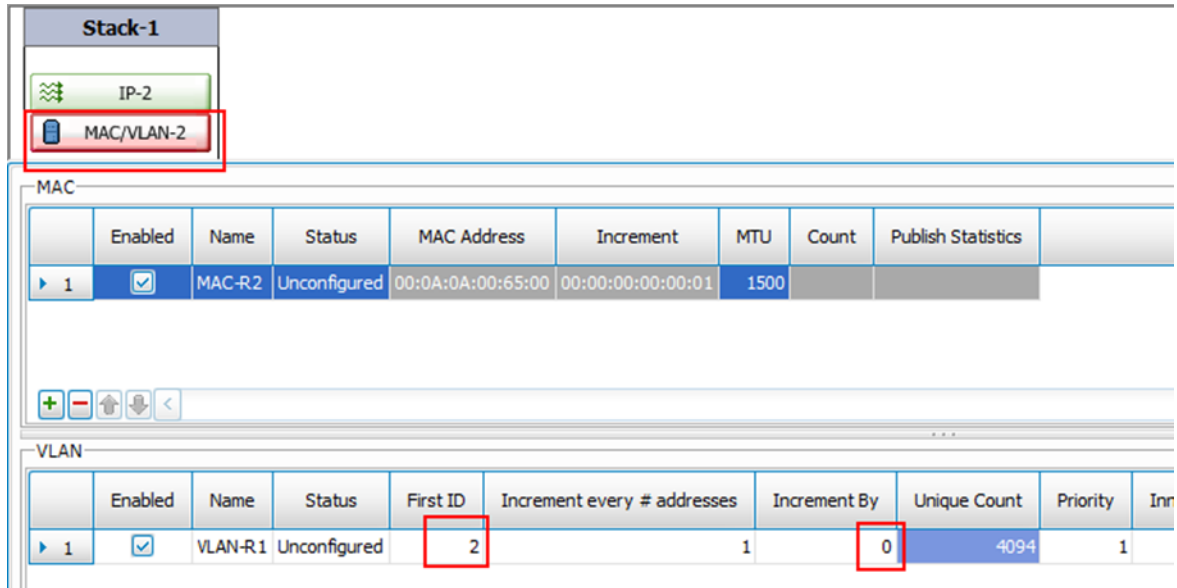 Stack-1
IP-2
MAC/VLAN-2
MAC
Enabled Name Status MAC Address Increment MTU Count Publish Statistics
1 MAC-R2 Unconfigured 00:0A:0A:00:65:00 00:00:00:00:00:01 1500
VLAN
Enabled Name Status First ID Increment every # addresses Increment By Unique Count Priority Inn
1 VLAN-R1 Unconfigured 2 1 0 4094 1